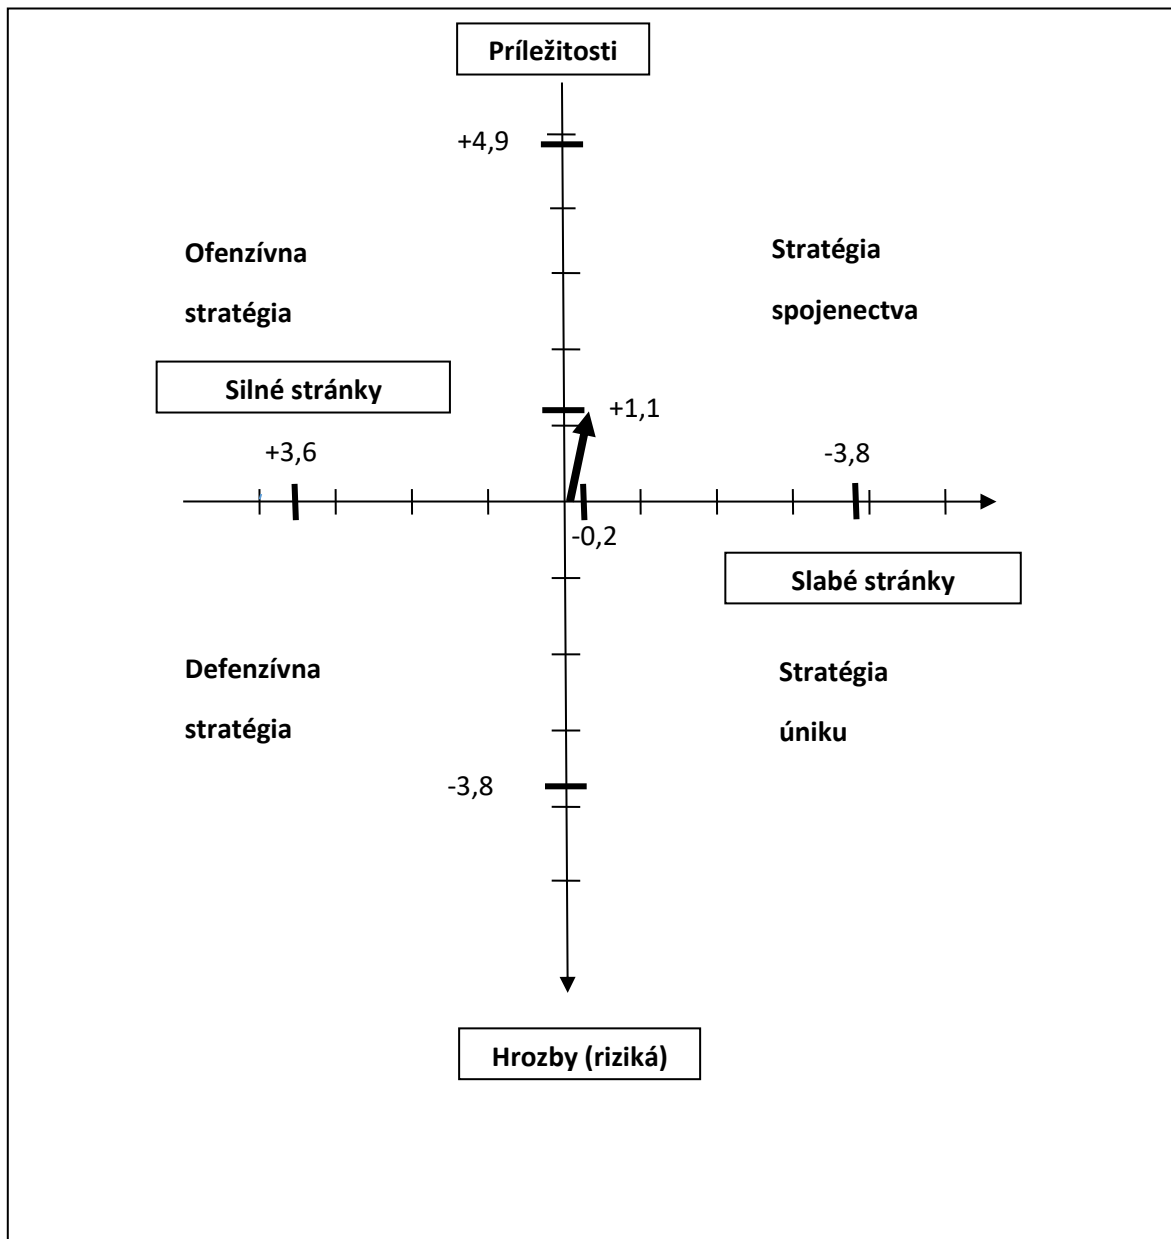 Príležitosti
+4,9
Ofenzívna
stratégia
Stratégia
spojenectva
Silné stránky
+1,1
+3,6
-3,8
-0,2
Slabé stránky
Defenzívna
stratégia
Stratégia
úniku
-3,8
Hrozby (riziká)